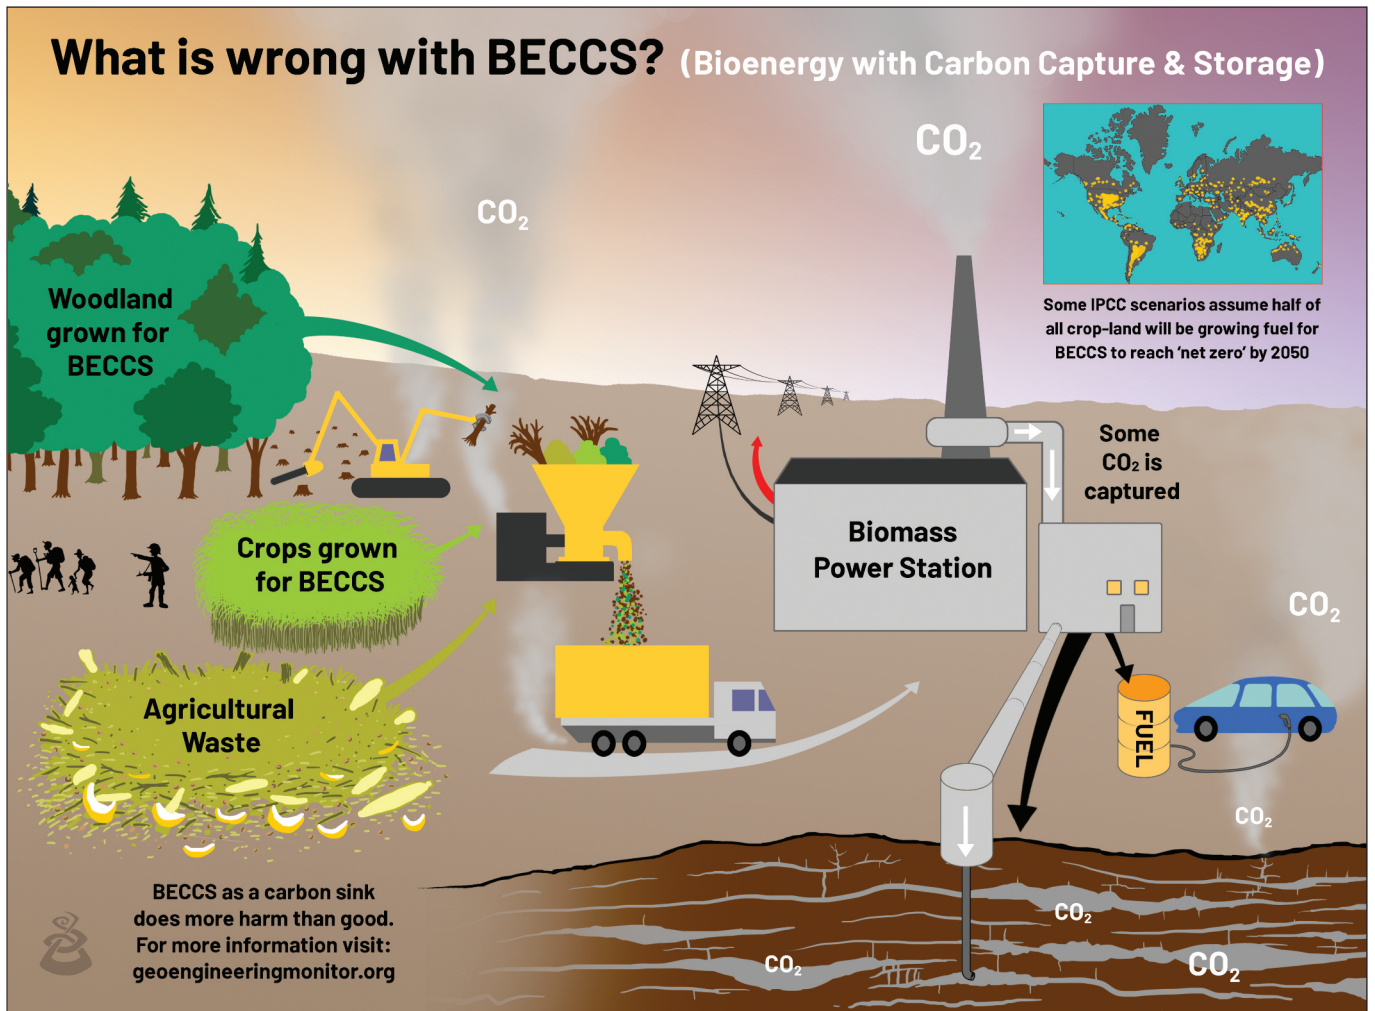 What is wrong with BECCS? (Bioenergy with Carbon Capture & Storage)
CO₂
CO₂
Some IPCC scenarios assume half of
all crop-land will be growing fuel for
BECCS to reach ‘net zero’ by 2050
Woodland
grown for
BECCS
Some
CO₂ is
captured
Crops grown
for BECCS
Biomass
Power Station
CO₂
Agricultural
Waste
FUEL
CO₂
BECCS as a carbon sink
does more harm than good.
For more information visit:
geoengineeringmonitor.org
CO₂
CO₂
CO₂